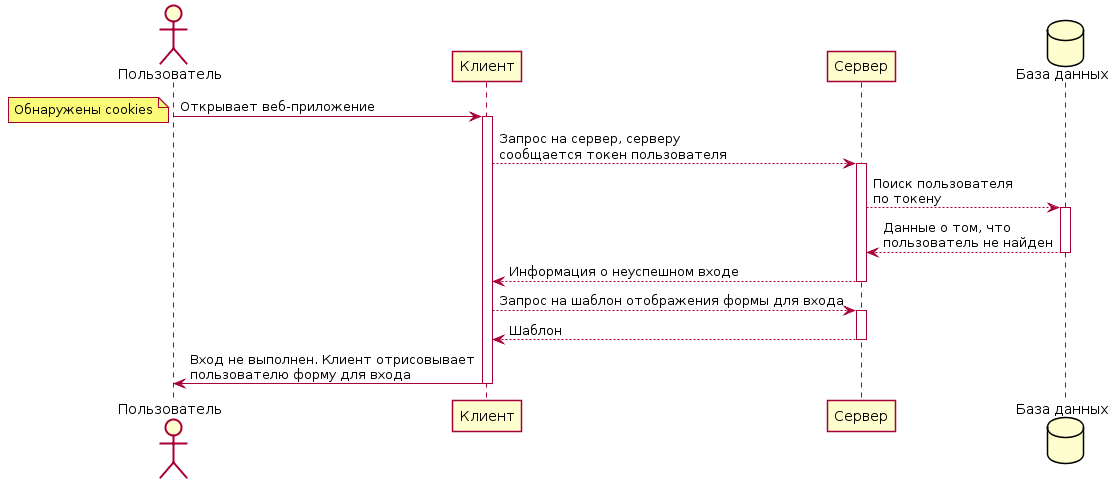 Пользователь
Клиент
Сервер
База данных
Обнаружены cookies
Открывает веб-приложение
Запрос на сервер, серверу
сообщается токен пользователя
Поиск пользователя
по токену
Данные о том, что
пользователь не найден
Информация о неуспешном входе
Запрос на шаблон отображения формы для входа
Шаблон
Вход не выполнен. Клиент отрисовывает
пользователю форму для входа
Пользователь
Клиент
Сервер
База данных